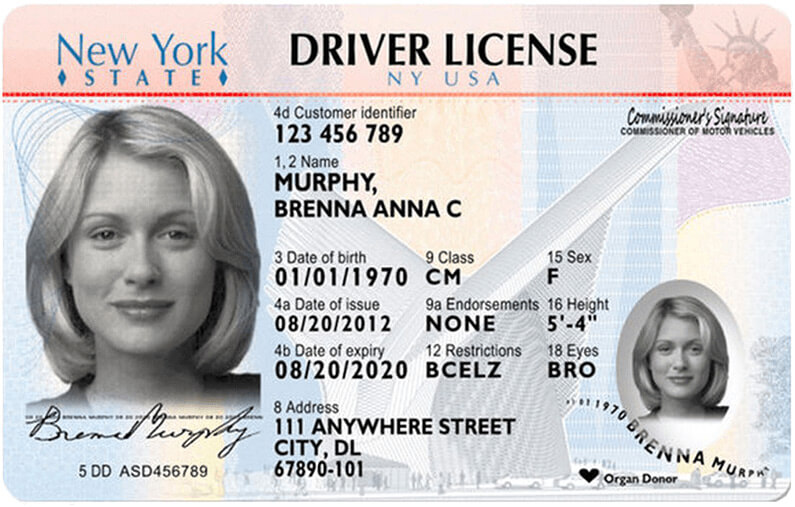 New York
STATE
DRIVER LICENSE
NY USA
Commissioner's Signature
COMMISSIONER OF MOTOR VEHICLES
4d Customer identifier
123 456 789
1,2 Name
MURPHY,
BRENNA ANNA C
3 Date of birth 9 Class 15 Sex
01/01/1970 CM F
4a Date of issue 9a Endorsements 16 Height
08/20/2012 NONE 5'-4"
4b Date of expiry 12 Restrictions 18 Eyes
08/20/2020 BCELZ BRO
8 Address
111 ANYWHERE STREET
CITY, DL
67890-101
Brenna Murphy
5 DD ASD456789
1970 BRENNA MURPH
Organ Donor